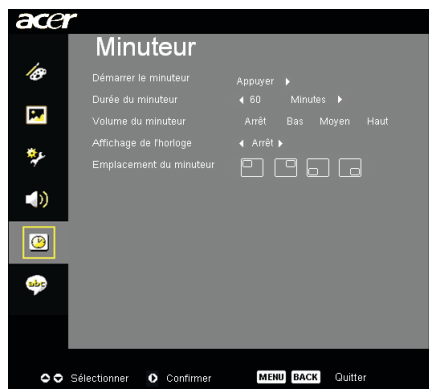 acer
Minuteur
Démarrer le minuteur Appuyer
Durée du minuteur 60 Minutes
Volume du minuteur Arrêt Bas Moyen Haut
Affichage de l'horloge Arrêt
Emplacement du minuteur
abc
Sélectionner Confirmer MENU BACK Quitter